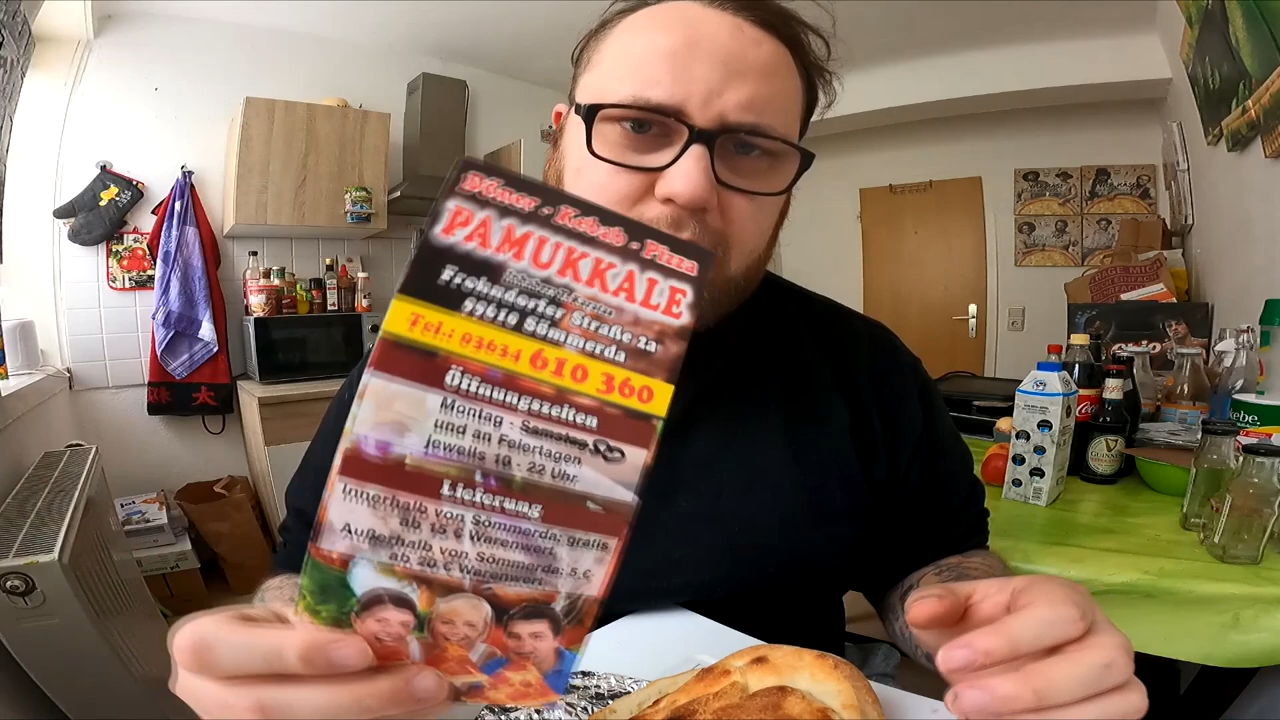 Döner - Kebab - Pizza
PAMUKKALE
Frohndorfer Straße 2a
99610 Sömmerda
Tel.: 03634 610 360
Öffnungszeiten
Montag - Samstag
und an Feiertagen
jeweils 10 - 22 Uhr
Lieferung
Innerhalb von Sömmerda: gratis
ab 15 € Warenwert
Außerhalb von Sömmerda: 5,-€
ab 20 € Warenwert
GUINNESS
TRAGE MICH